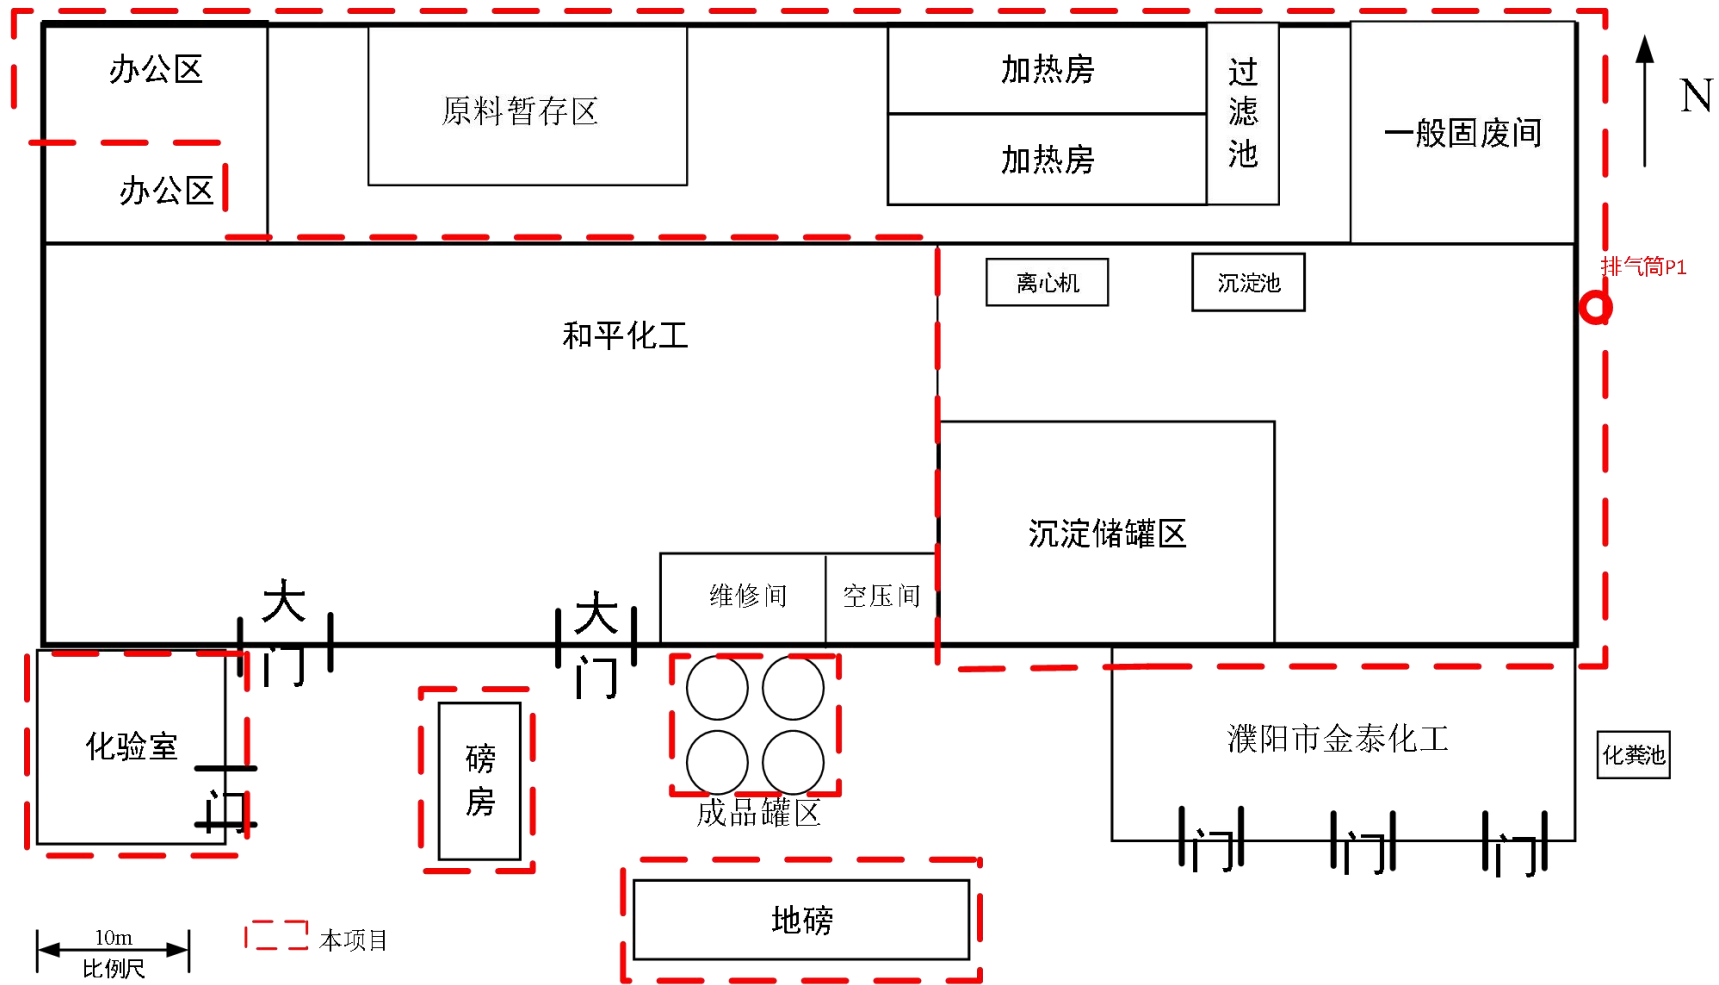 办公区
原料暂存区
加热房
过滤池
一般固废间
N
加热房
办公区
排气筒P1
离心机
沉淀池
和平化工
沉淀储罐区
维修间
空压间
大门
大门
化验室
门
磅房
成品罐区
濮阳市金泰化工
化粪池
门
门
门
地磅
10m
比例尺
本项目